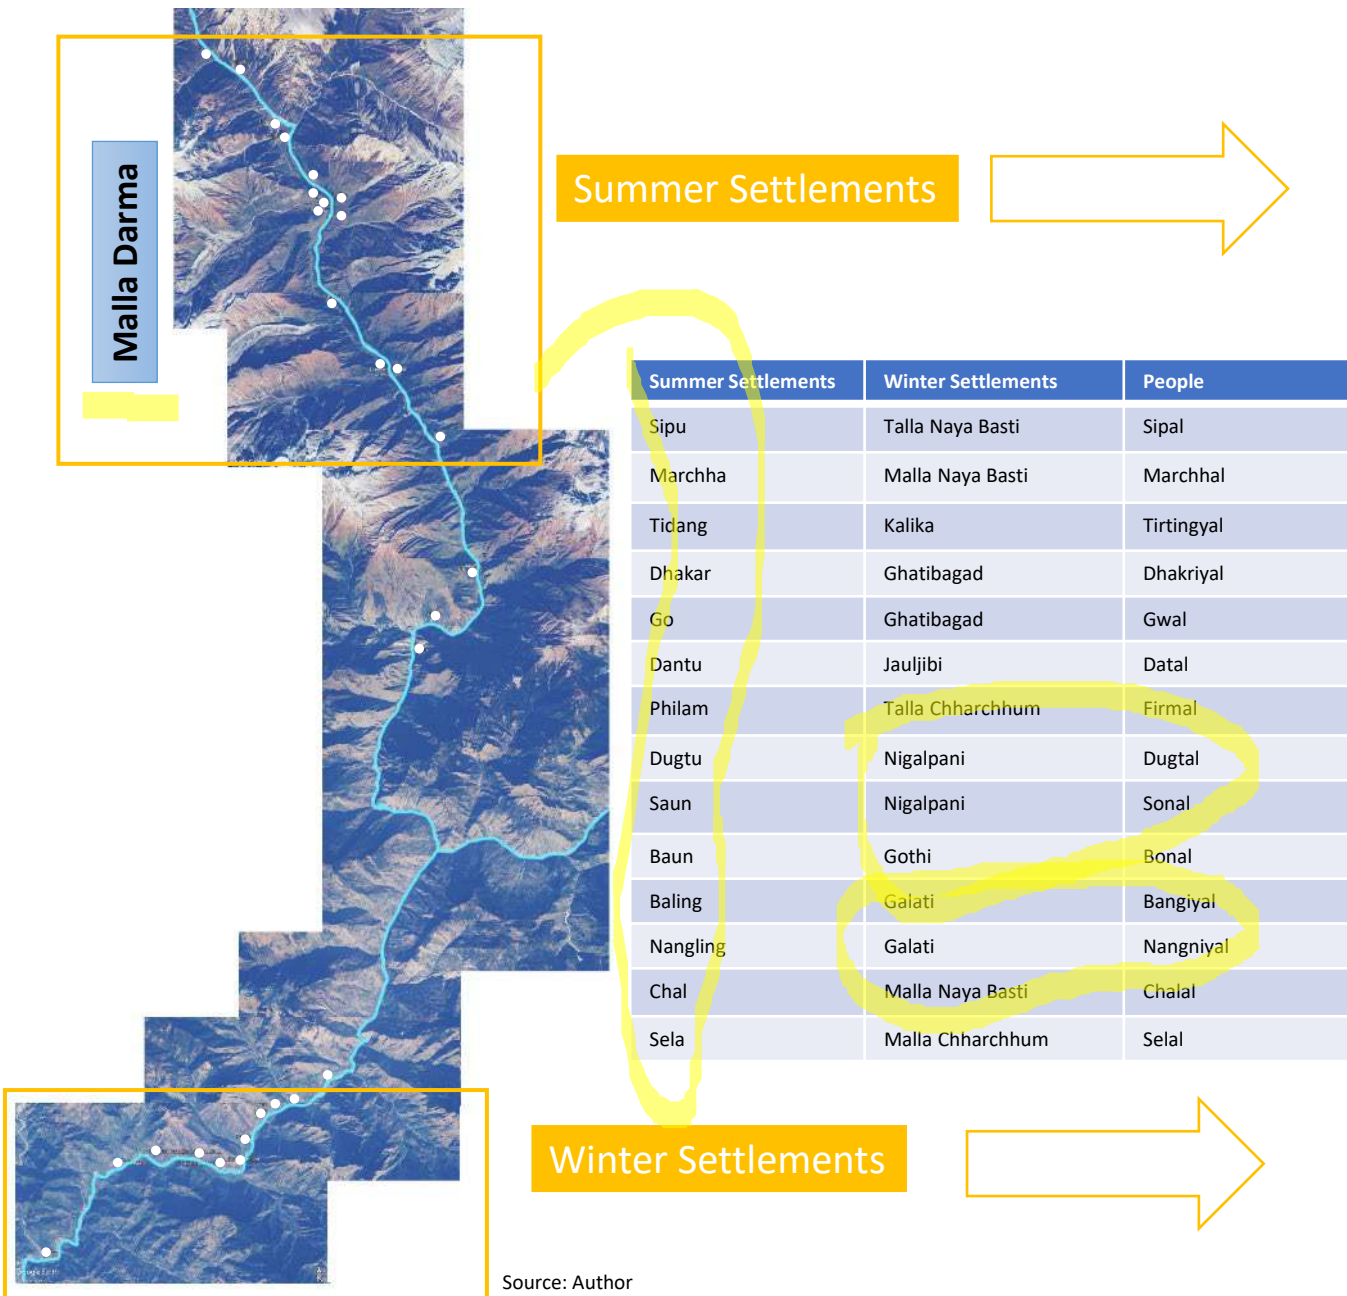 Malla Darma
Summer Settlements
Summer Settlements Winter Settlements People
Sipu Talla Naya Basti Sipal
Marchha Malla Naya Basti Marchhal
Tidang Kalika Tirtingyal
Dhakar Ghatibagad Dhakriyal
Go Ghatibagad Gwal
Dantu Jauljibi Datal
Philam Talla Chharchhum Firmal
Dugtu Nigalpani Dugtal
Saun Nigalpani Sonal
Baun Gothi Bonal
Baling Galati Bangiyal
Nangling Galati Nangniyal
Chal Malla Naya Basti Chalal
Sela Malla Chharchhum Selal
Winter Settlements
Google Earth
Source: Author